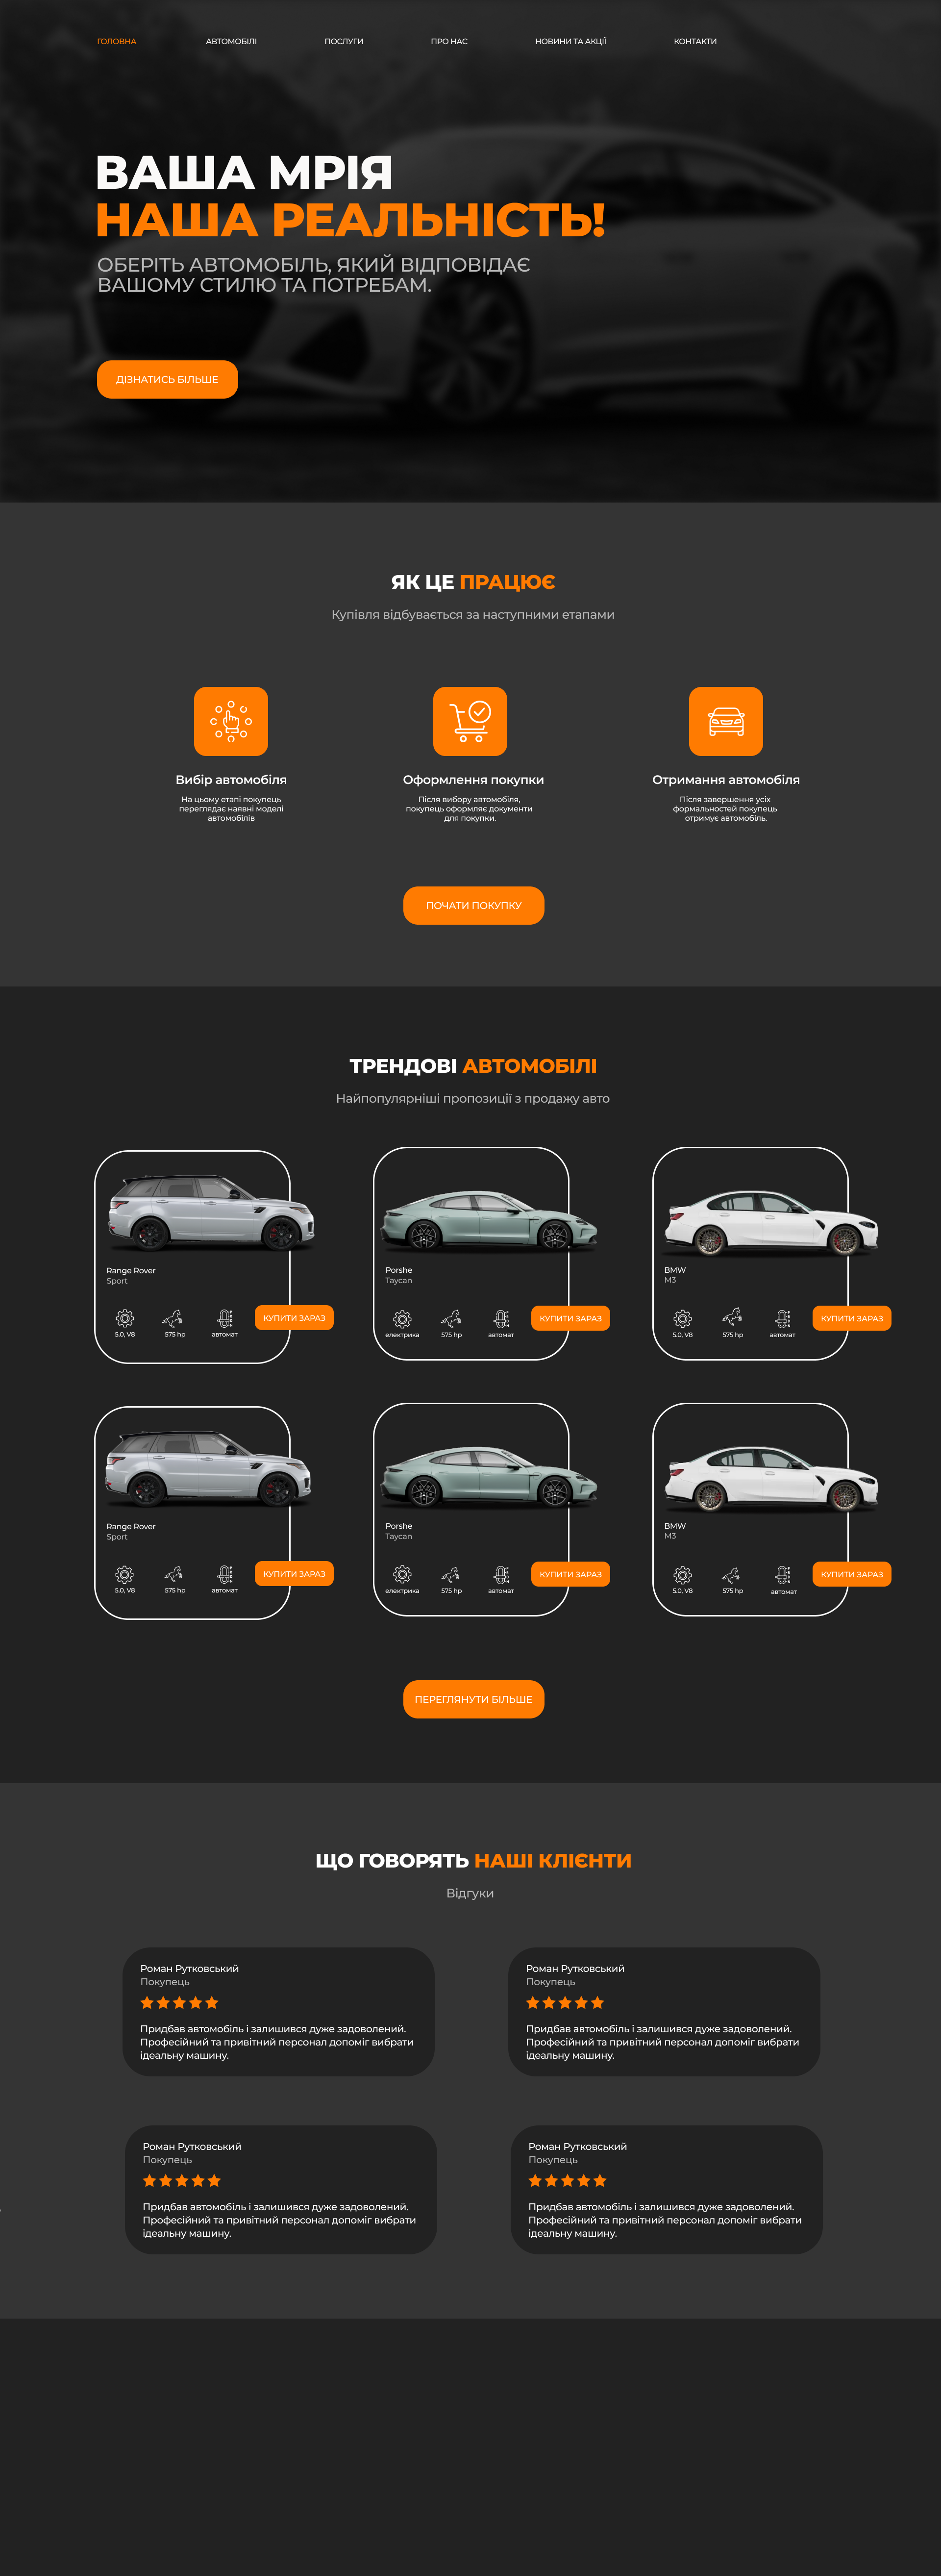 ГОЛОВНА АВТОМОБІЛІ ПОСЛУГИ ПРО НАС НОВИНИ ТА АКЦІЇ КОНТАКТИ
ВАША МРІЯ
НАША РЕАЛЬНІСТЬ!
ОБЕРІТЬ АВТОМОБІЛЬ, ЯКИЙ ВІДПОВІДАЄ
ВАШОМУ СТИЛЮ ТА ПОТРЕБАМ.
ДІЗНАТИСЬ БІЛЬШЕ
ЯК ЦЕ ПРАЦЮЄ
Купівля відбувається за наступними етапами
Вибір автомобіля
На цьому етапі покупець
переглядає наявні моделі
автомобілів
Оформлення покупки
Після вибору автомобіля,
покупець оформляє документи
для покупки.
Отримання автомобіля
Після завершення усіх
формальностей покупець
отримує автомобіль.
ПОЧАТИ ПОКУПКУ
ТРЕНДОВІ АВТОМОБІЛІ
Найпопулярніші пропозиції з продажу авто
Range Rover
Sport
5.0, V8 575 hp автомат
КУПИТИ ЗАРАЗ
Porshe
Taycan
електрика 575 hp автомат
КУПИТИ ЗАРАЗ
BMW
M3
5.0, V8 575 hp автомат
КУПИТИ ЗАРАЗ
Range Rover
Sport
5.0, V8 575 hp автомат
КУПИТИ ЗАРАЗ
Porshe
Taycan
електрика 575 hp автомат
КУПИТИ ЗАРАЗ
BMW
M3
5.0, V8 575 hp автомат
КУПИТИ ЗАРАЗ
ПЕРЕГЛЯНУТИ БІЛЬШЕ
ЩО ГОВОРЯТЬ НАШІ КЛІЄНТИ
Відгуки
Роман Рутковський
Покупець
Придбав автомобіль і залишився дуже задоволений.
Професійний та привітний персонал допоміг вибрати
ідеальну машину.
Роман Рутковський
Покупець
Придбав автомобіль і залишився дуже задоволений.
Професійний та привітний персонал допоміг вибрати
ідеальну машину.
Роман Рутковський
Покупець
Придбав автомобіль і залишився дуже задоволений.
Професійний та привітний персонал допоміг вибрати
ідеальну машину.
Роман Рутковський
Покупець
Придбав автомобіль і залишився дуже задоволений.
Професійний та привітний персонал допоміг вибрати
ідеальну машину.